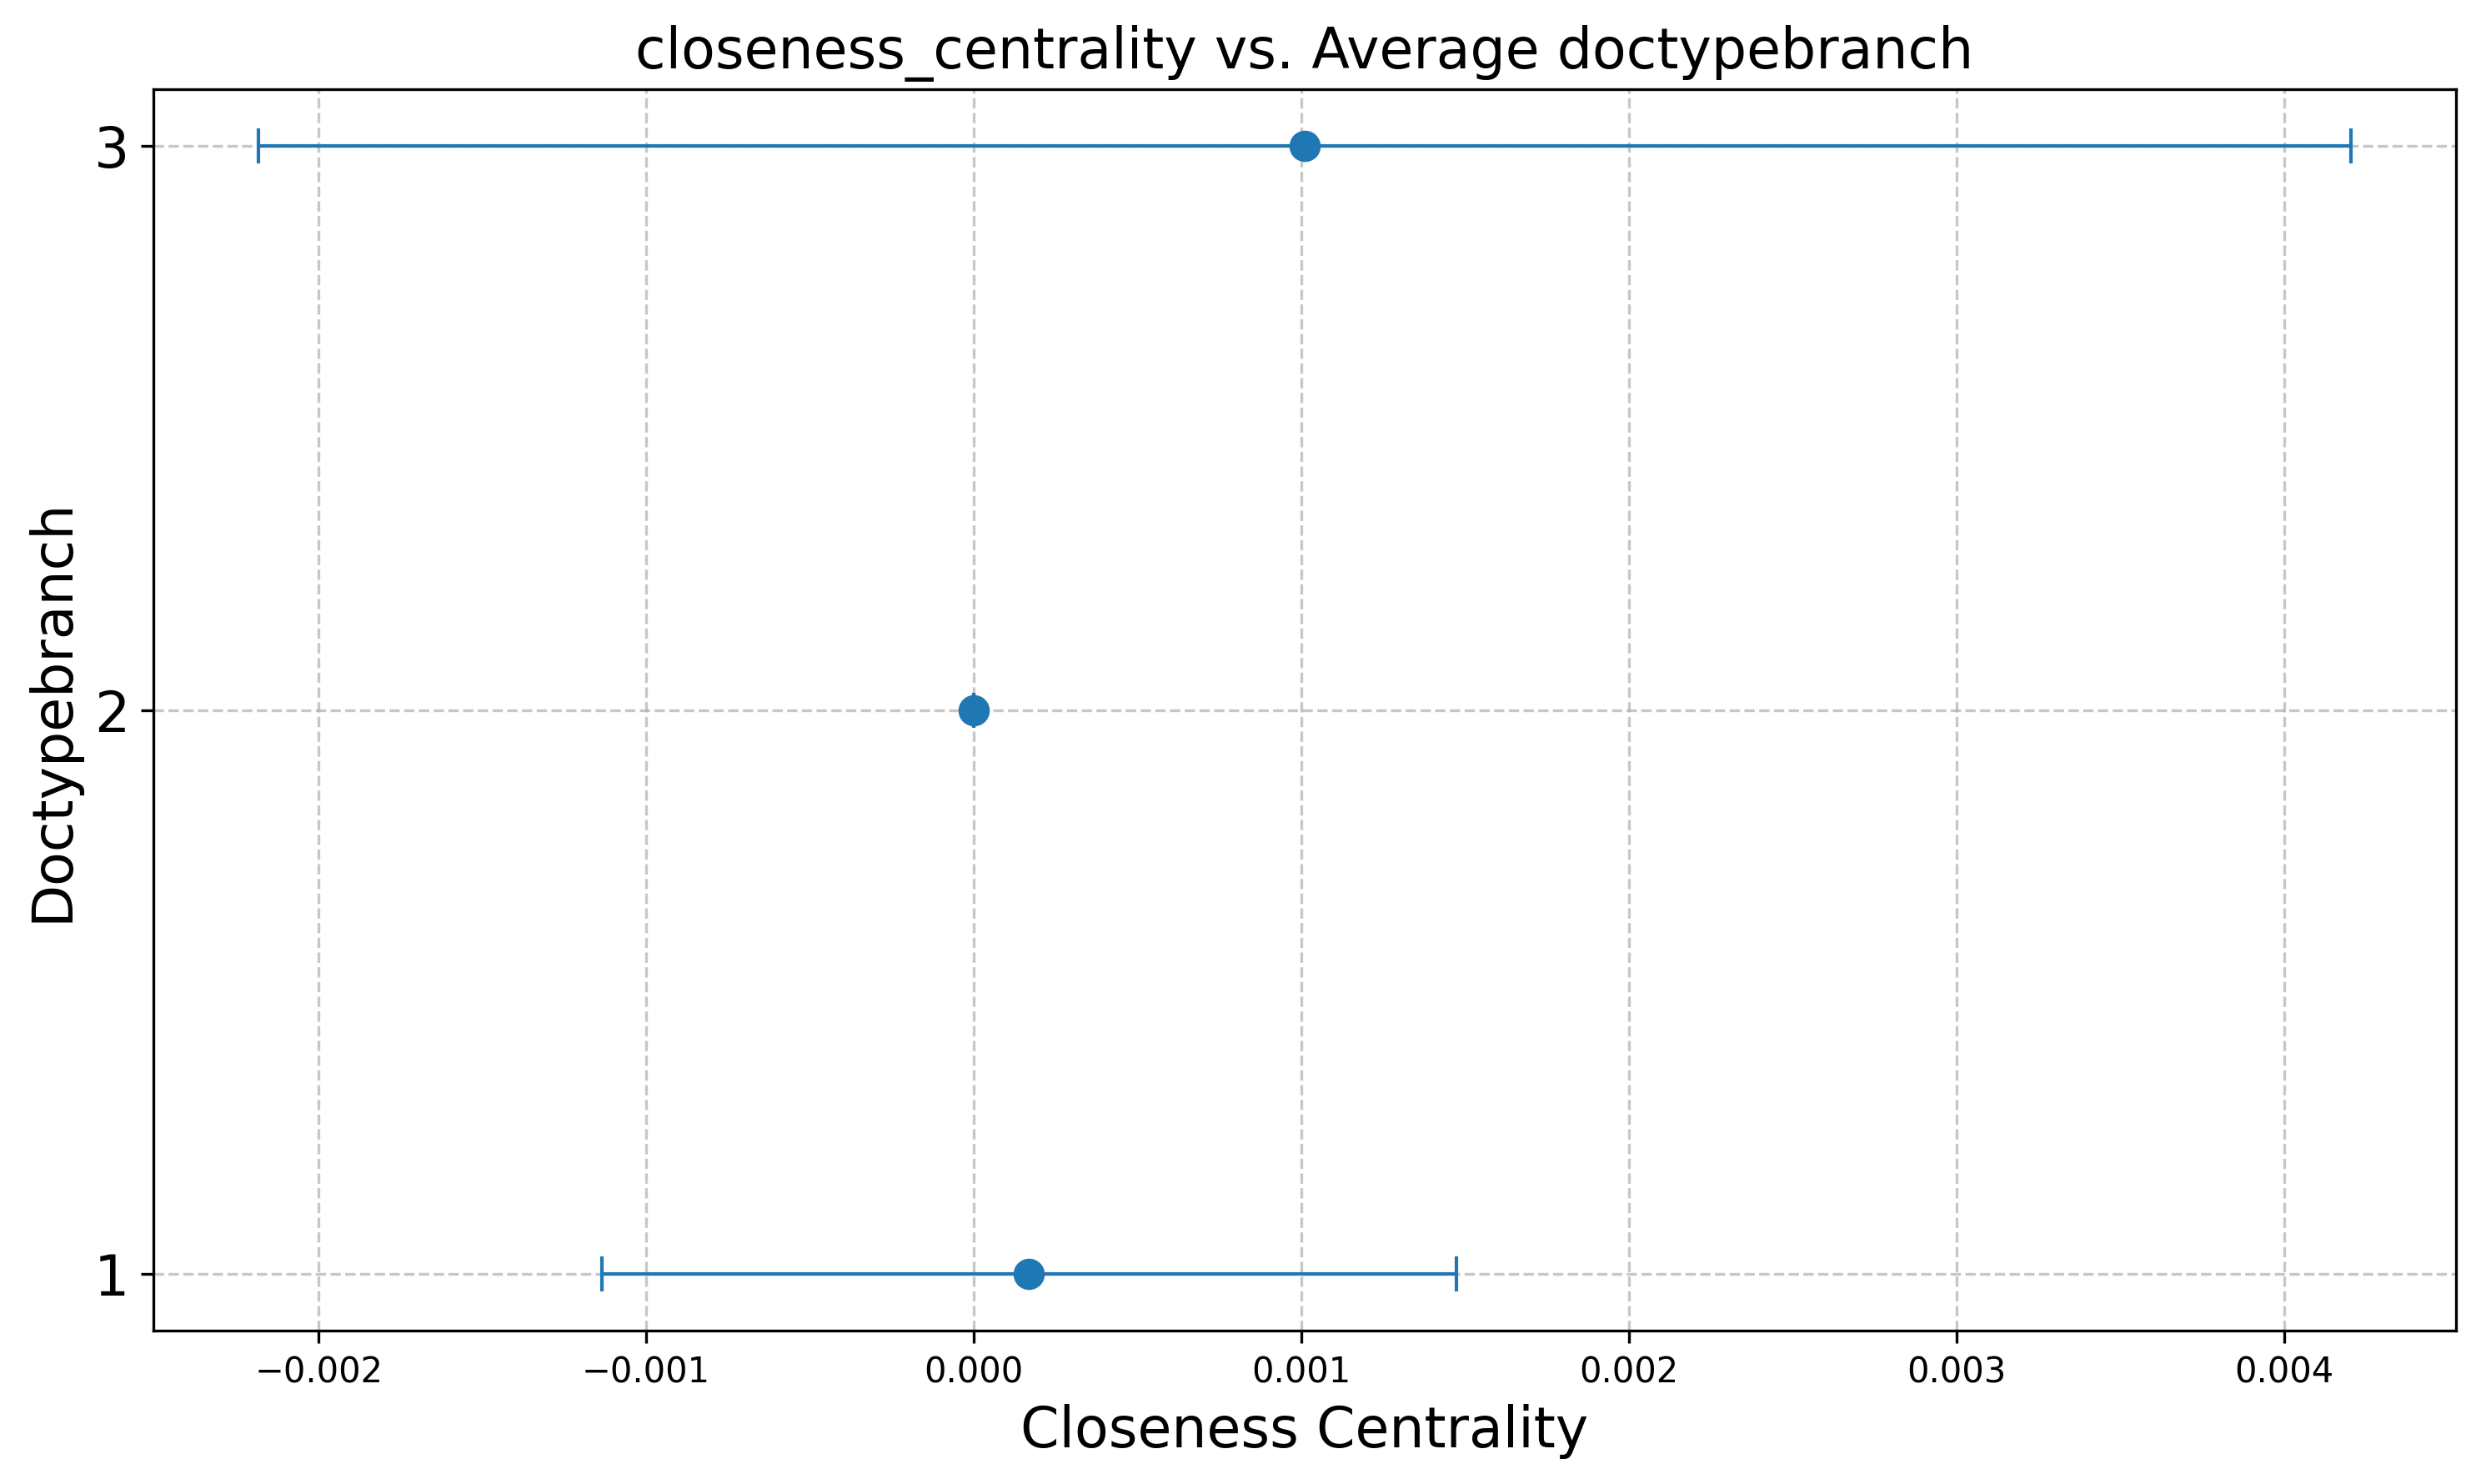 closeness_centrality vs. Average doctypebranch
3
2
1
Doctypebranch
−0.002 −0.001 0.000 0.001 0.002 0.003 0.004
Closeness Centrality